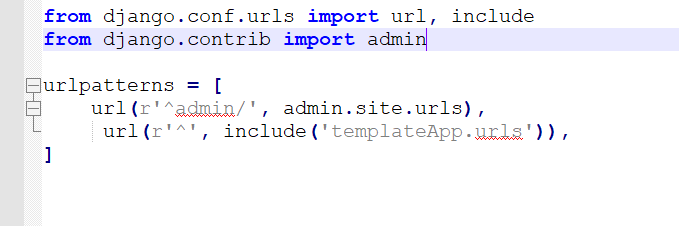 from django.conf.urls import url, include
from django.contrib import admin
urlpatterns = [
    url(r'^admin/', admin.site.urls),
     url(r'^', include('templateApp.urls')),
]